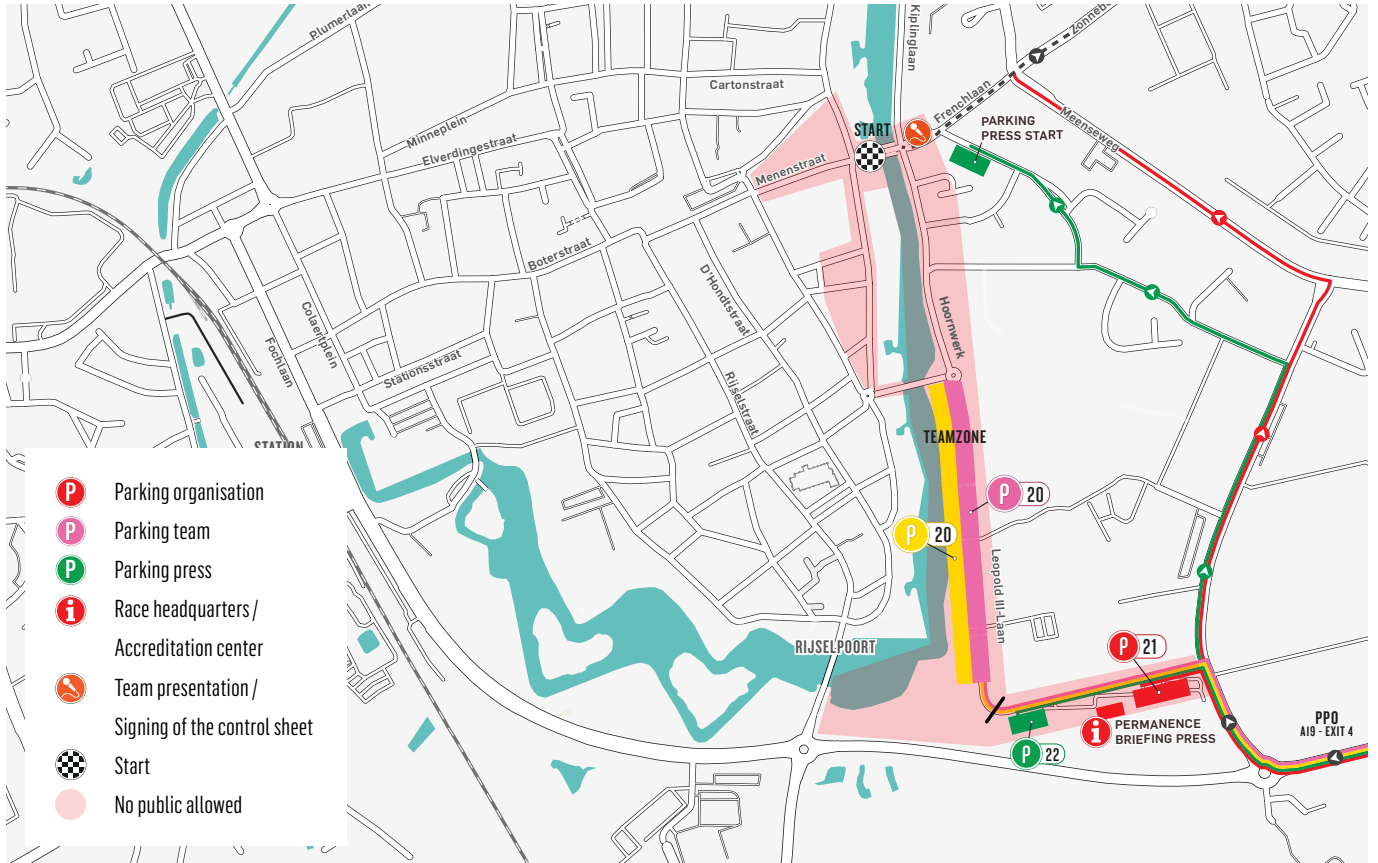 Plumerlaan
Kiplinglaan
Cartonstraat
Minneplein
Elverdingestraat
START
Frenchlaan
PARKING
PRESS START
Meenseweg
Menenstraat
Boterstraat
D'Hondtstraat
Hoornwerk
Colaertplein
Fochlaan
Stationsstraat
Rijselstraat
TEAMZONE
STATION
P 20
P 20
Leopold III-Laan
RIJSELPOORT
P 21
i PERMANENCE
BRIEFING PRESS
P 22
PPO
A19 - EXIT 4
P Parking organisation
P Parking team
P Parking press
i Race headquarters /
Accreditation center
Team presentation /
Signing of the control sheet
Start
No public allowed